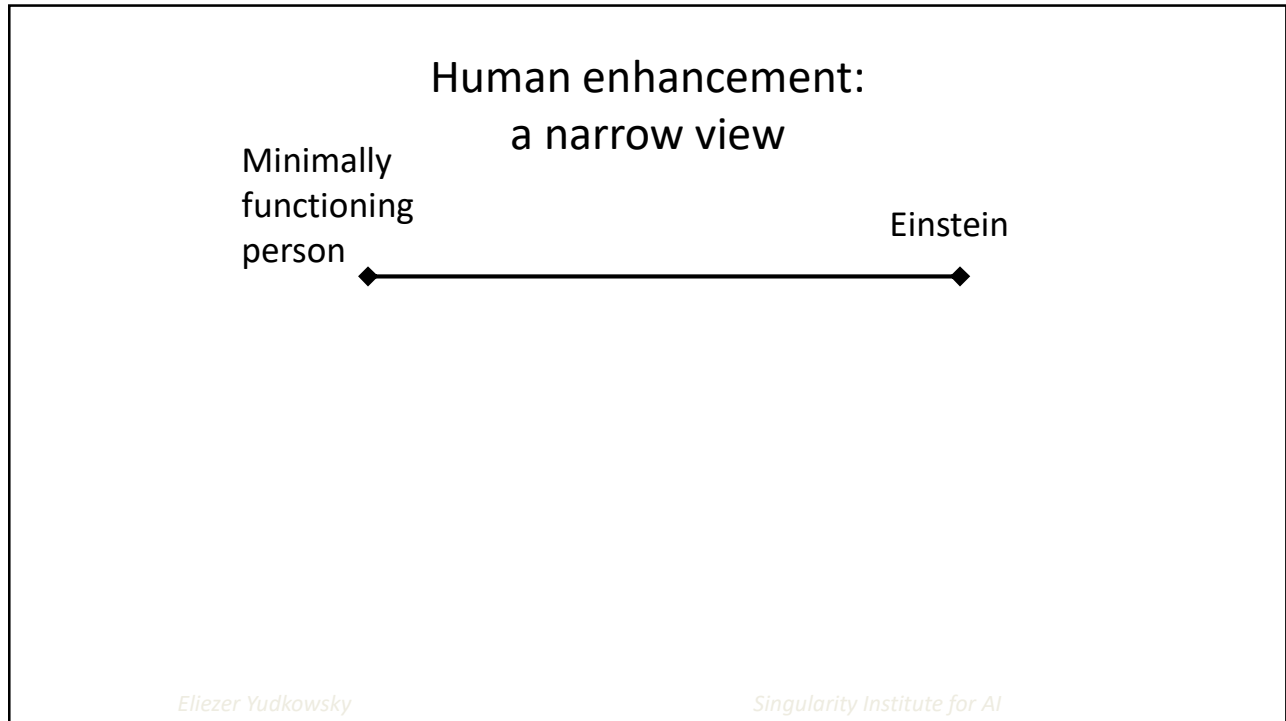 Human enhancement:
a narrow view
Minimally
functioning
person
Einstein
Eliezer Yudkowsky
Singularity Institute for AI